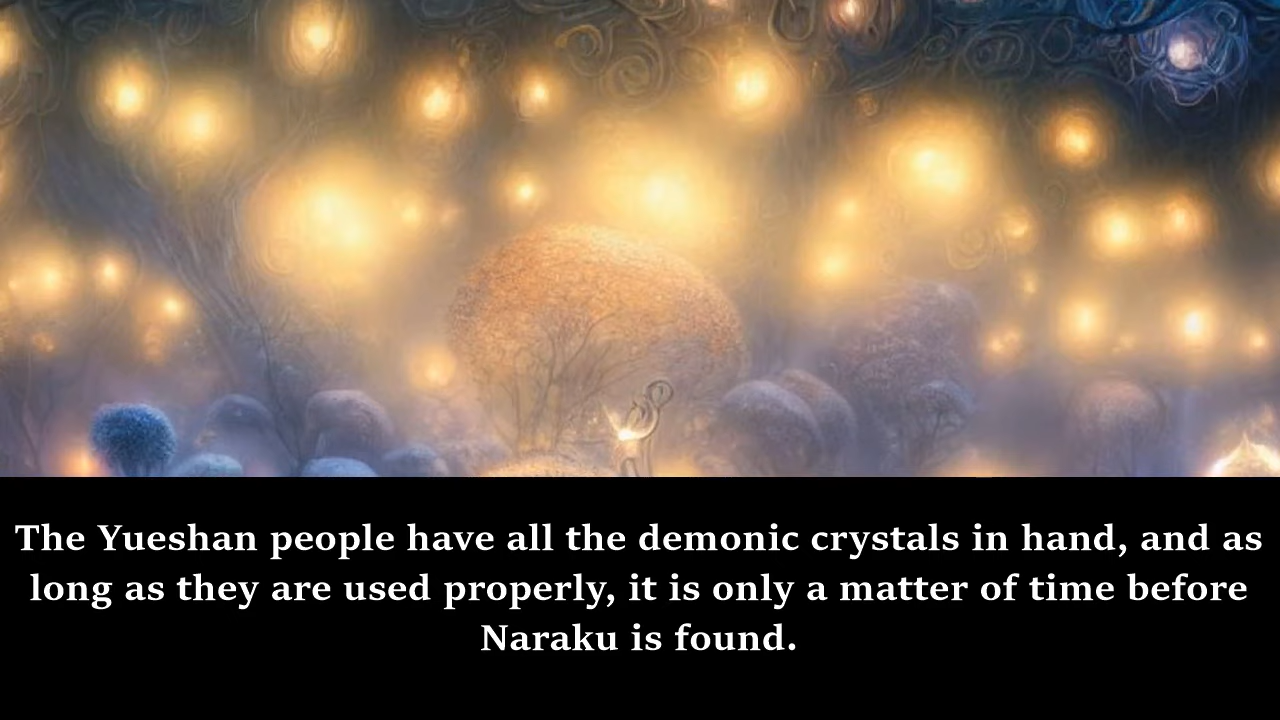 The Yueshan people have all the demonic crystals in hand, and as
long as they are used properly, it is only a matter of time before
Naraku is found.